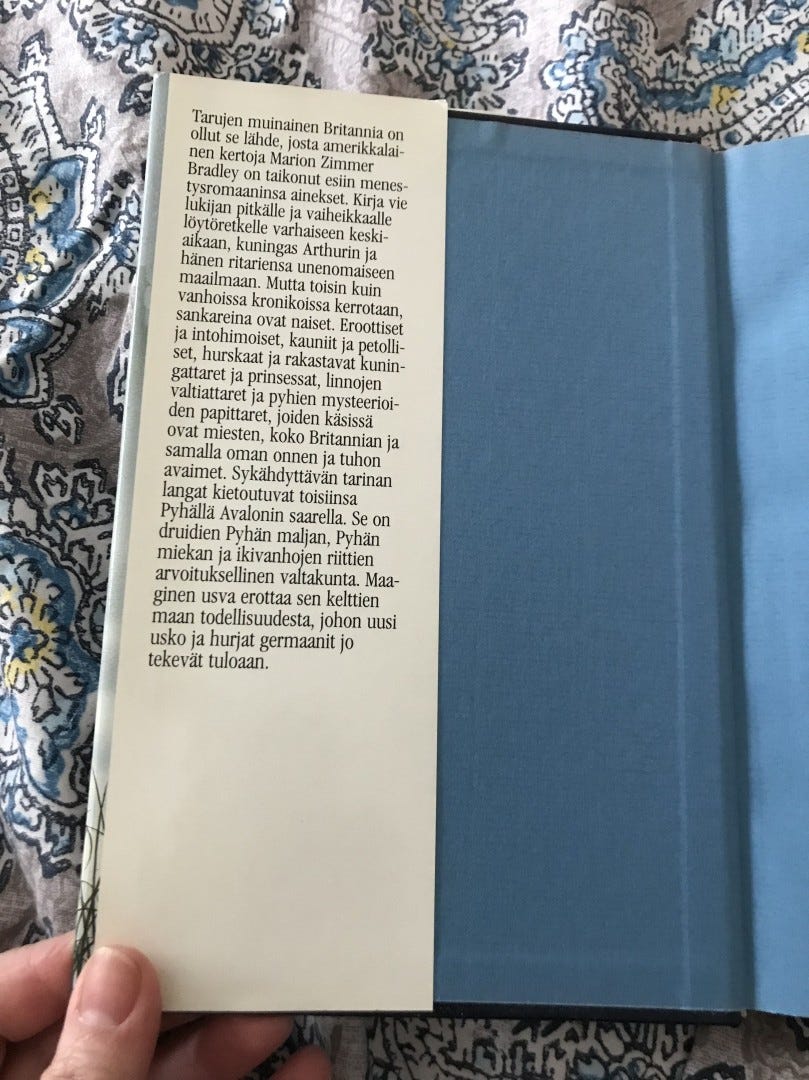 Tarujen muinainen Britannia on
ollut se lähde, josta amerikkalai-
nen kertoja Marion Zimmer
Bradley on taikonut esiin menes-
tysromaaninsa ainekset. Kirja vie
lukijan pitkälle ja vaiheikkaalle
löytöretkelle varhaiseen keski-
aikaan, kuningas Arthurin ja
hänen ritariensa unenomaiseen
maailmaan. Mutta toisin kuin
vanhoissa kronikoissa kerrotaan,
sankareina ovat naiset. Eroottiset
ja intohimoiset, kauniit ja petolli-
set, hurskaat ja rakastavat kunin-
gattaret ja prinsessat, linnojen
valtiattaret ja pyhien mysteerioi-
den papittaret, joiden käsissä
ovat miesten, koko Britannian ja
samalla oman onnen ja tuhon
avaimet. Sykähdyttävän tarinan
langat kietoutuvat toisiinsa
Pyhällä Avalonin saarella. Se on
druidien Pyhän maljan, Pyhän
miekan ja ikivanhojen riittien
arvoituksellinen valtakunta. Maa-
ginen usva erottaa sen kelttien
maan todellisuudesta, johon uusi
usko ja hurjat germaanit jo
tekevät tuloaan.